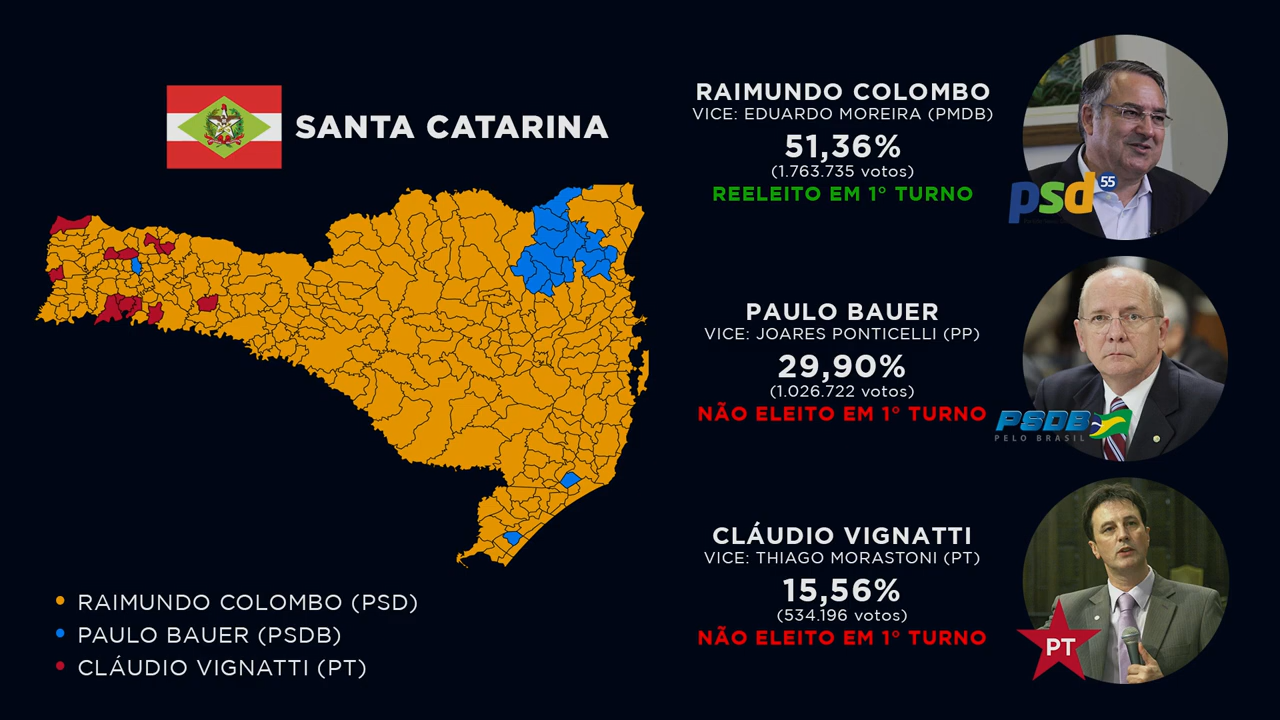 SANTA CATARINA
RAIMUNDO COLOMBO
VICE: EDUARDO MOREIRA (PMDB)
51,36%
(1.763.735 votos)
REELEITO EM 1° TURNO
psd
55
PAULO BAUER
VICE: JOARES PONTICELLI (PP)
29,90%
(1.026.722 votos)
NÃO ELEITO EM 1° TURNO
PSDB
PELO BRASIL
CLÁUDIO VIGNATTI
VICE: THIAGO MORASTONI (PT)
15,56%
(534.196 votos)
NÃO ELEITO EM 1° TURNO
PT
RAIMUNDO COLOMBO (PSD)
PAULO BAUER (PSDB)
CLÁUDIO VIGNATTI (PT)